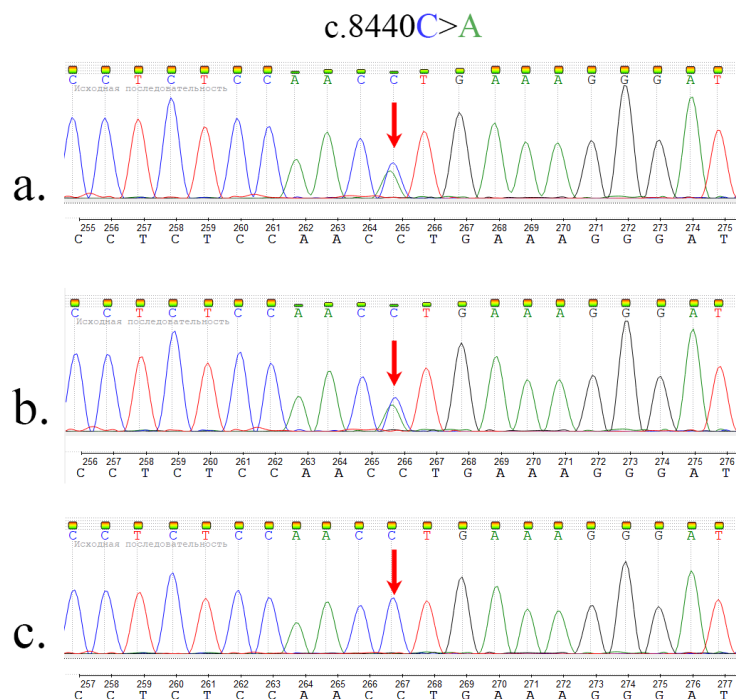 c.8440C>A
C C T C T C C A A C C T G A A A G G G A T
Исходная последовательность
a.
255 256 257 258 259 260 261 262 263 264 265 266 267 268 269 270 271 272 273 274 275
C C T C T C C A A C C T G A A A G G G A T
C C T C T C C A A C C T G A A A G G G A T
Исходная последовательность
b.
256 257 258 259 260 261 262 263 264 265 266 267 268 269 270 271 272 273 274 275 276
C C T C T C C A A C C T G A A A G G G A T
C C T C T C C A A C C T G A A A G G G A T
Исходная последовательность
c.
257 258 259 260 261 262 263 264 265 266 267 268 269 270 271 272 273 274 275 276 277
C C T C T C C A A C C T G A A A G G G A T